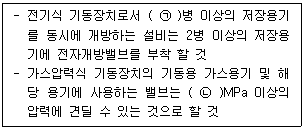 - 전기식 기동장치로서 ( ㉠ )병 이상의 저장용기
를 동시에 개방하는 설비는 2병 이상의 저장용
기에 전자개방밸브를 부착 할 것
- 가스압력식 기동장치의 기동용 가스용기 및 해
당 용기에 사용하는 밸브는 ( ㉡ )MPa 이상의
압력에 견딜 수 있는 것으로 할 것